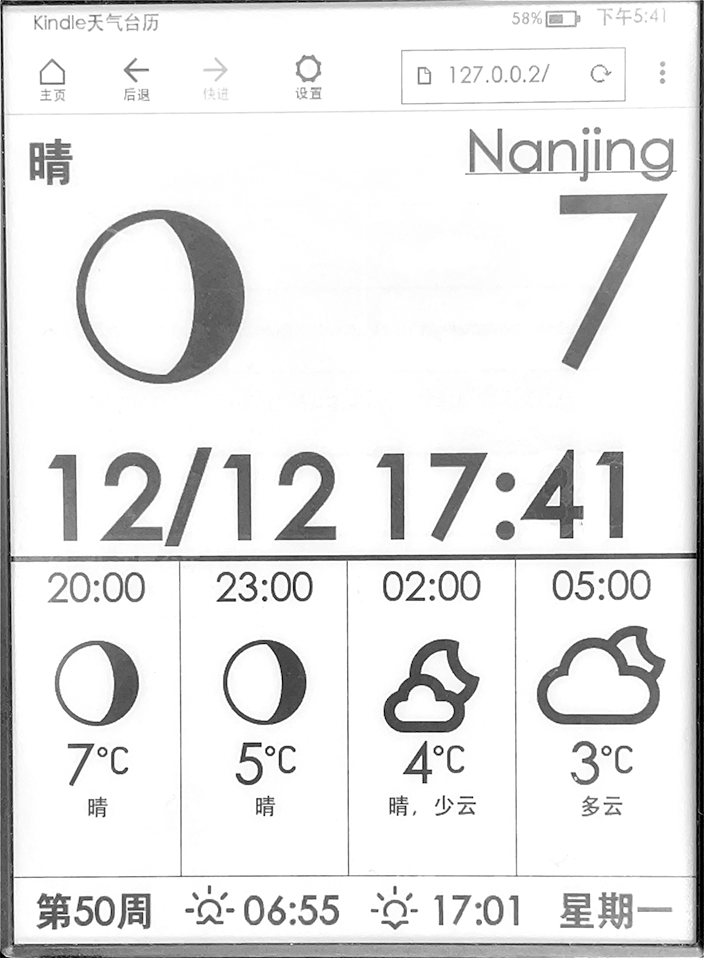 Kindle天气台历 58% 下午5:41
主页 后退 快进 设置 127.0.0.2/
晴 Nanjing
7
12/12 17:41
20:00 23:00 02:00 05:00
7°C 5°C 4°C 3°C
晴 晴 晴，少云 多云
第50周 06:55 17:01 星期一